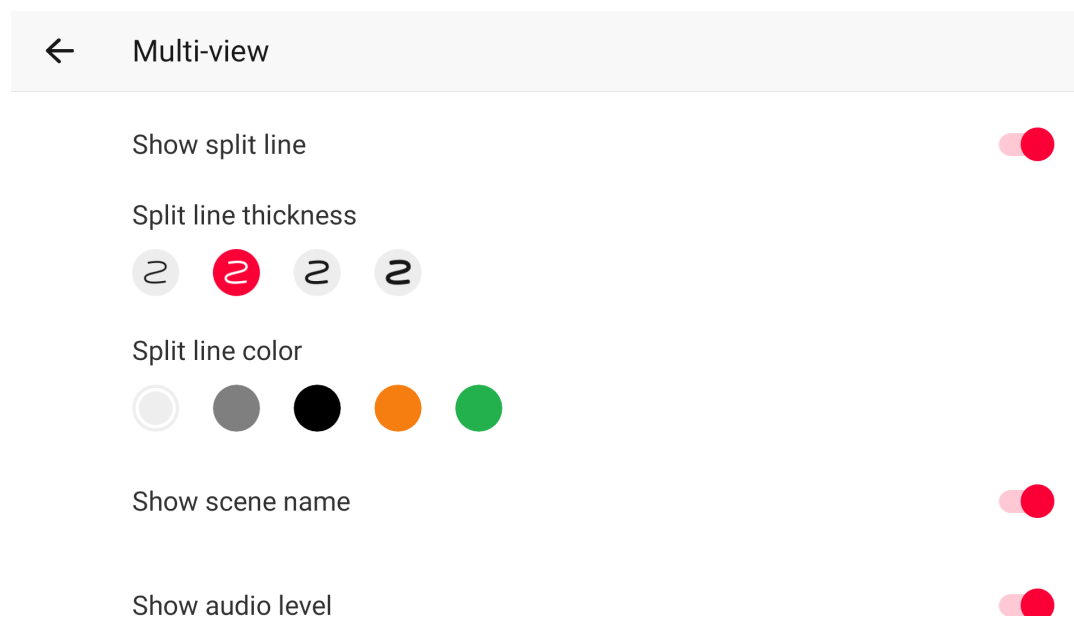 Multi-view
Show split line
Split line thickness
Split line color
Show scene name
Show audio level